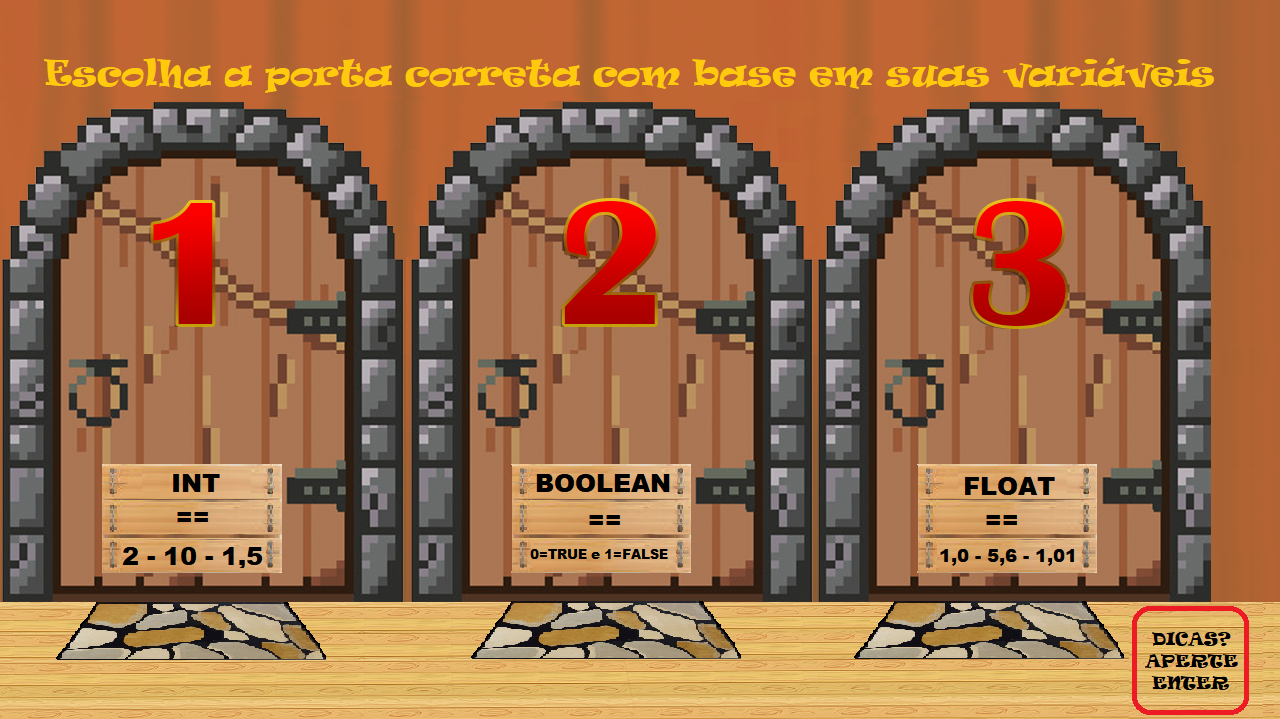 Escolha a porta correta com base em suas variáveis
1
2
3
INT
==
2 - 10 - 1,5
BOOLEAN
==
0=TRUE e 1=FALSE
FLOAT
==
1,0 - 5,6 - 1,01
DICAS?
APERTE
ENTER